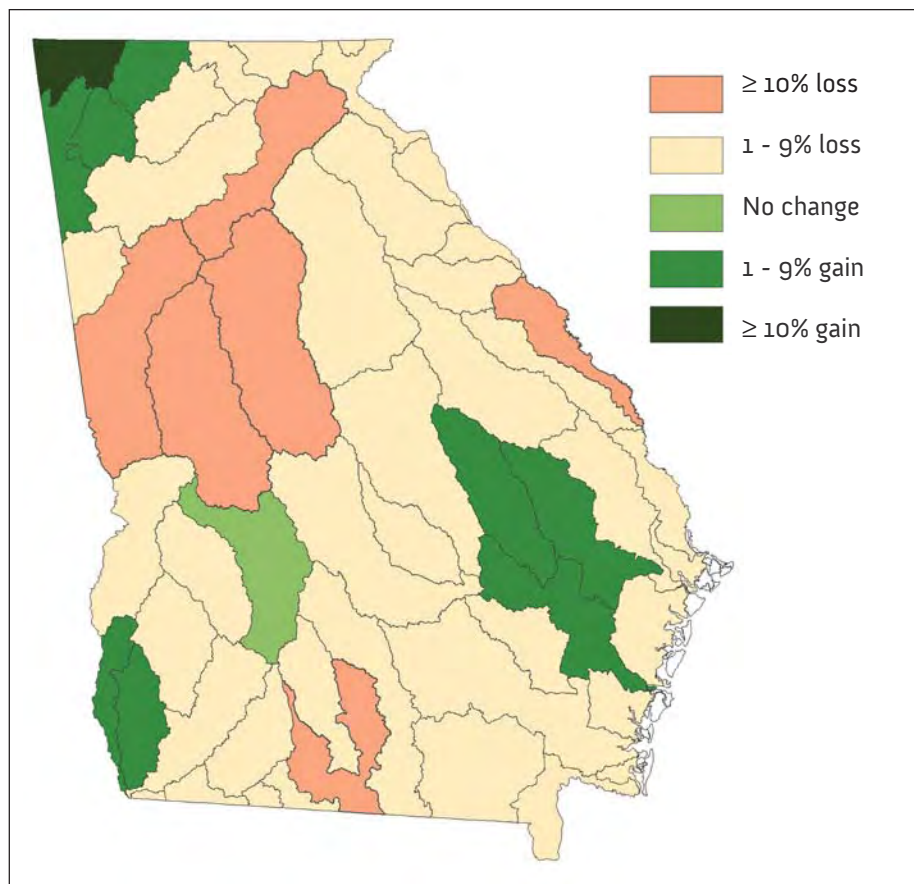 ≥ 10% loss
1 - 9% loss
No change
1 - 9% gain
≥ 10% gain